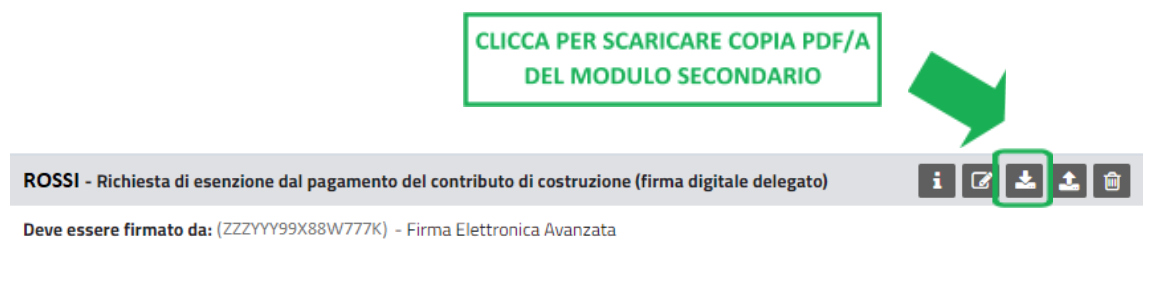 CLICCA PER SCARICARE COPIA PDF/A
DEL MODULO SECONDARIO
ROSSI - Richiesta di esenzione dal pagamento del contributo di costruzione (firma digitale delegato)
Deve essere firmato da: (ZZZYYY99X88W777K) - Firma Elettronica Avanzata